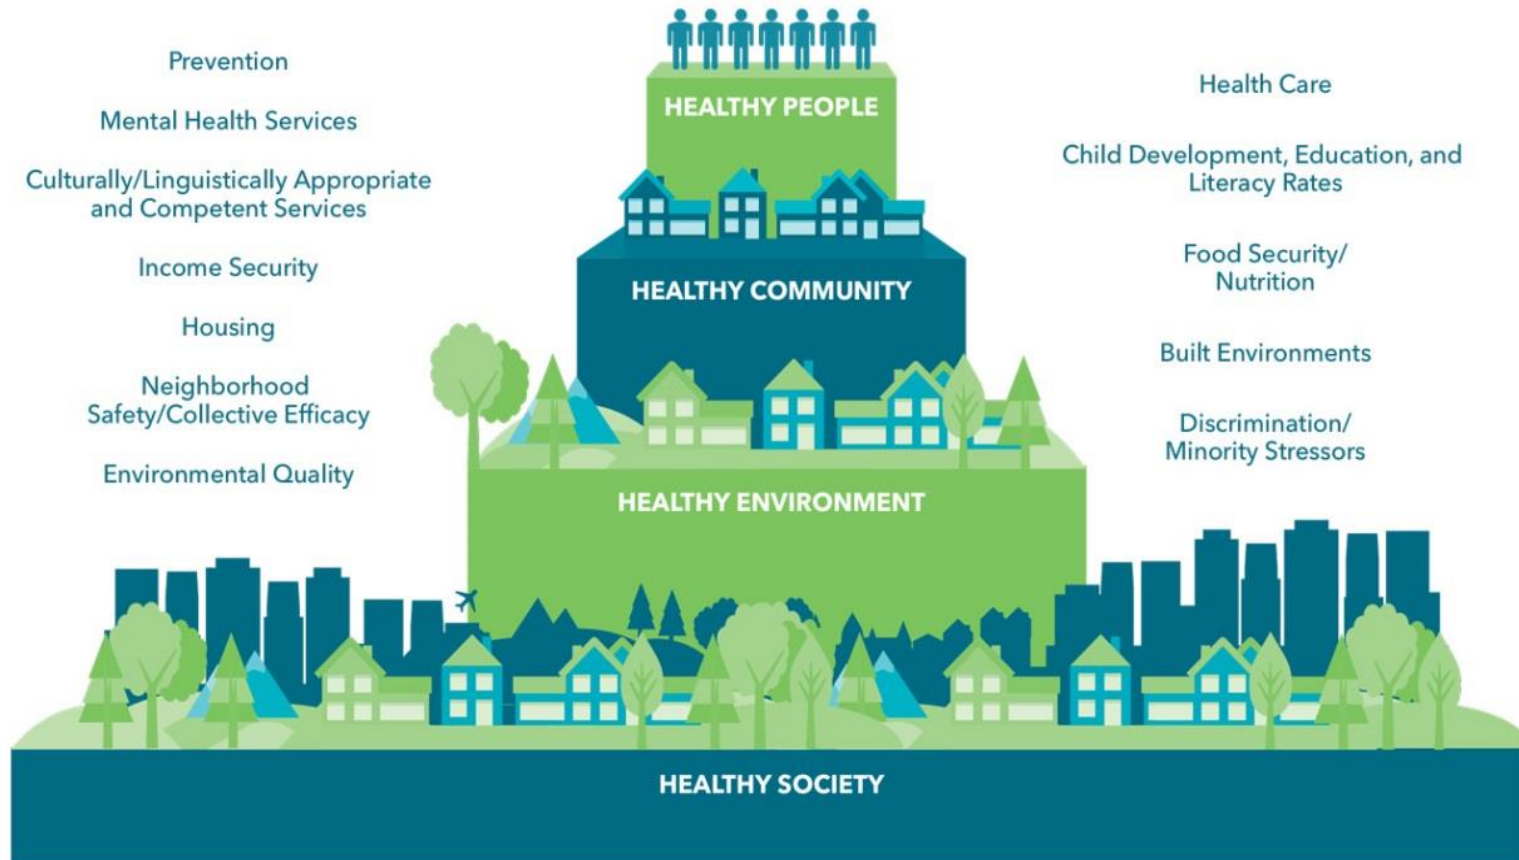 Prevention
Mental Health Services
Culturally/Linguistically Appropriate
and Competent Services
Income Security
Housing
Neighborhood
Safety/Collective Efficacy
Environmental Quality
HEALTHY PEOPLE
HEALTHY COMMUNITY
HEALTHY ENVIRONMENT
HEALTHY SOCIETY
Health Care
Child Development, Education, and
Literacy Rates
Food Security/
Nutrition
Built Environments
Discrimination/
Minority Stressors